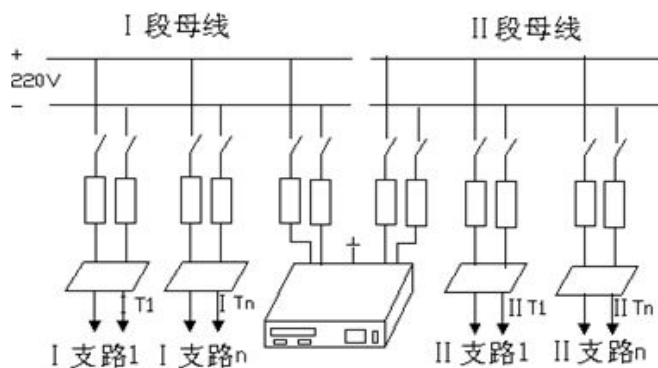 I 段母线 II 段母线
+
220V
−
I T1 I Tn II T1 II Tn
I 支路1 I 支路n II 支路1 II 支路n